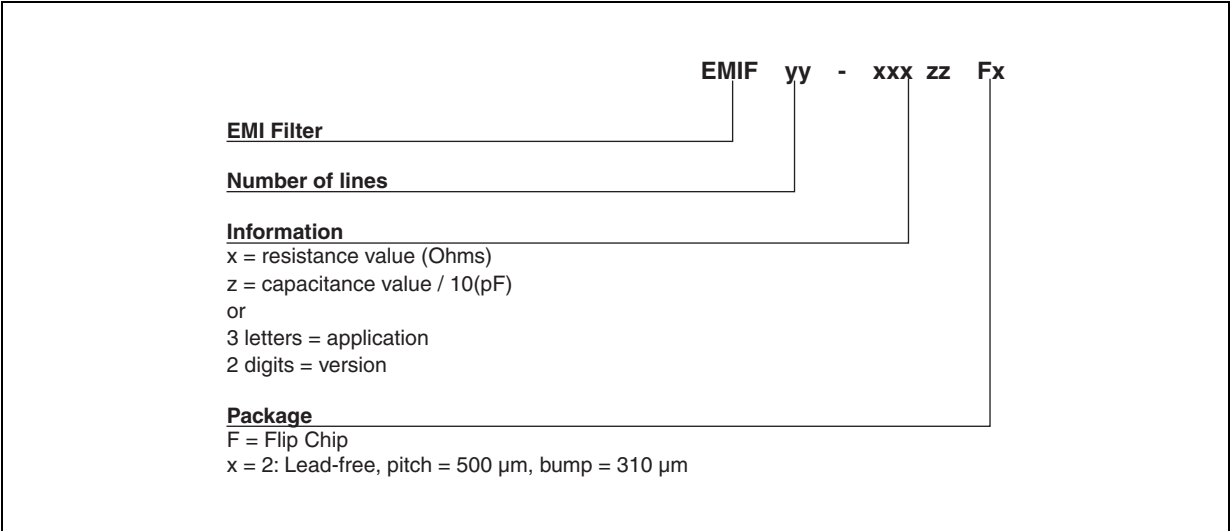 EMIF yy - xxx zz Fx
EMI Filter
Number of lines
Information
x = resistance value (Ohms)
z = capacitance value / 10(pF)
or
3 letters = application
2 digits = version
Package
F = Flip Chip
x = 2: Lead-free, pitch = 500 µm, bump = 310 µm